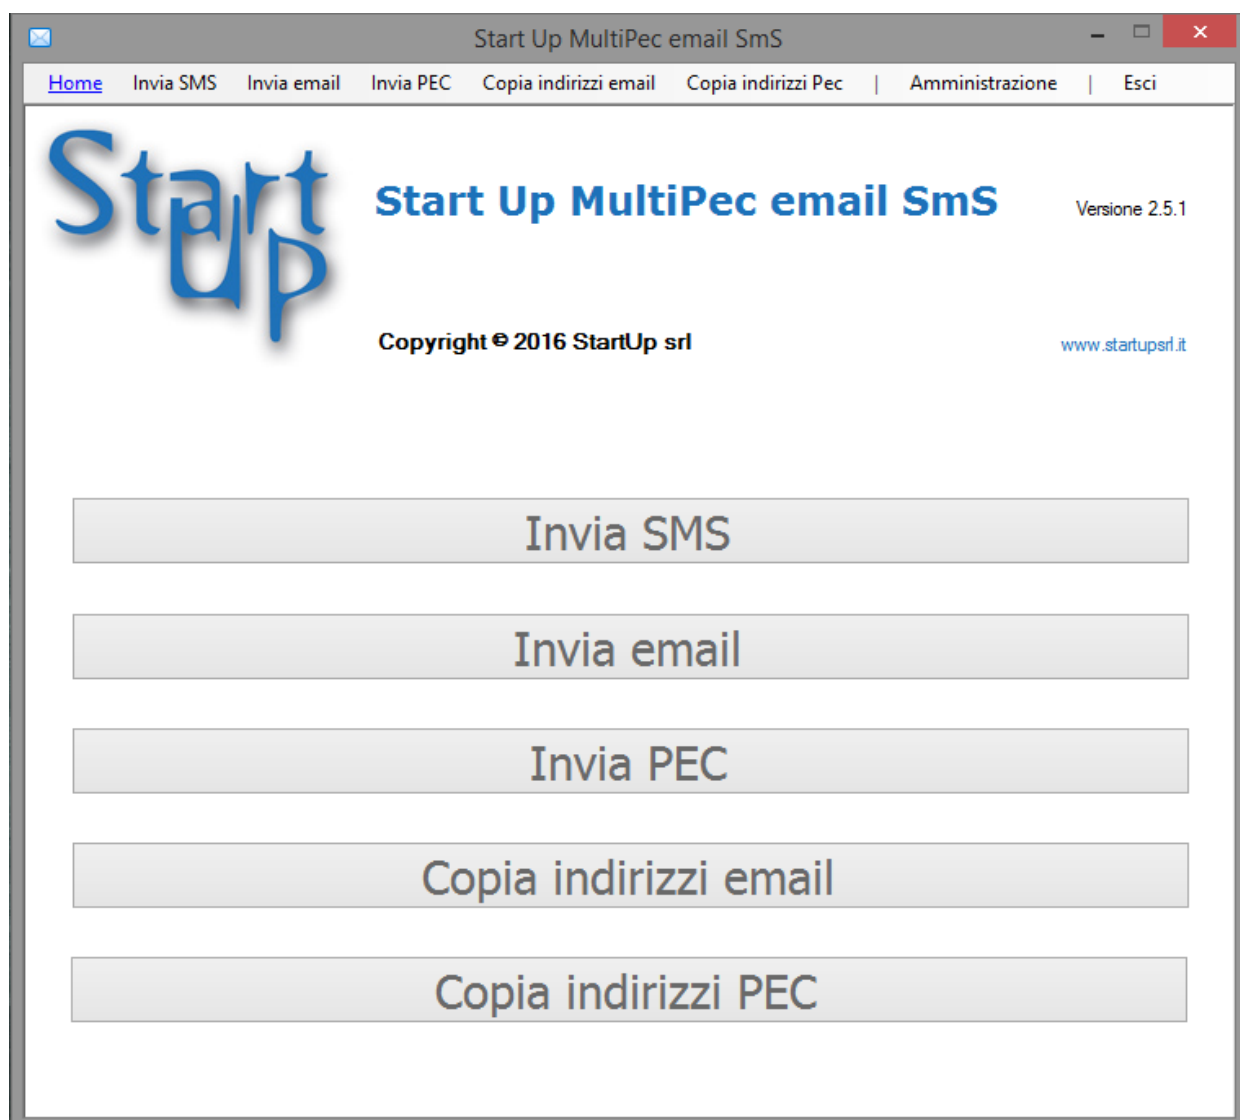 Start Up MultiPec email SmS
Home Invia SMS Invia email Invia PEC Copia indirizzi email Copia indirizzi Pec | Amministrazione | Esci
Start Up
Start Up MultiPec email SmS Versione 2.5.1
Copyright © 2016 StartUp srl www.startupsrl.it
Invia SMS
Invia email
Invia PEC
Copia indirizzi email
Copia indirizzi PEC